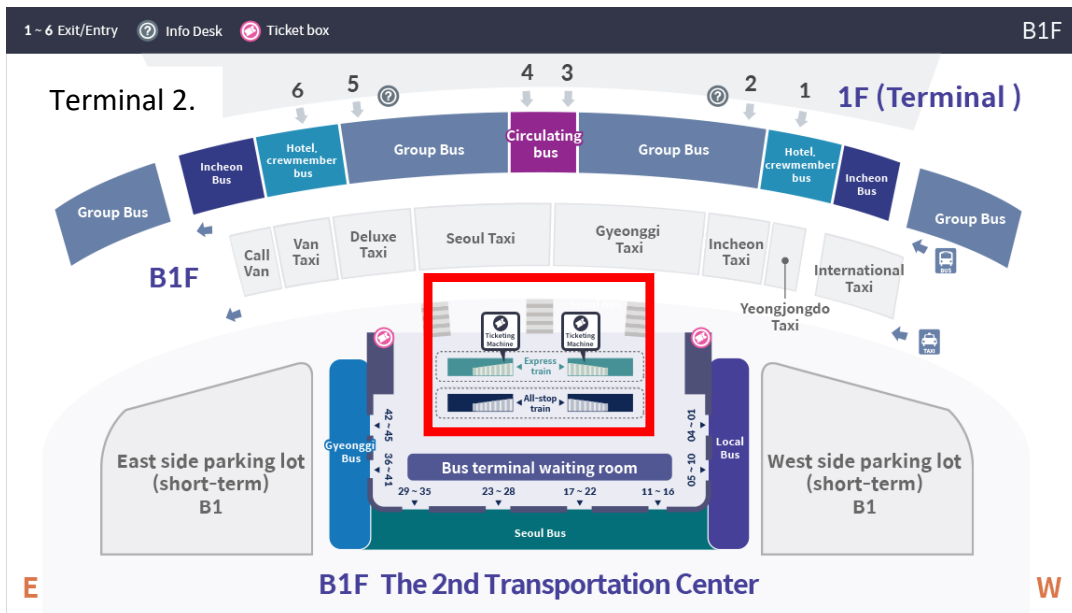 1 ~ 6 Exit/Entry ? Info Desk Ticket box
B1F
Terminal 2.
1F (Terminal )
6
5
?
4
3
?
2
1
Group Bus
Incheon
Bus
Hotel,
crewmember
bus
Group Bus
Circulating
bus
Group Bus
Hotel,
crewmember
bus
Incheon
Bus
Group Bus
BUS
B1F
Call
Van
Van
Taxi
Deluxe
Taxi
Seoul Taxi
Gyeonggi
Taxi
Incheon
Taxi
Yeongjongdo
Taxi
International
Taxi
TAXI
Ticketing
Machine
Ticketing
Machine
Express
train
All-stop
train
East side parking lot
(short-term)
B1
Gyeonggi
Bus
42 ~ 45
36 ~ 41
Bus terminal waiting room
01 ~ 04
05 ~ 10
Local
Bus
West side parking lot
(short-term)
B1
29 ~ 35
23 ~ 28
17 ~ 22
11 ~ 16
Seoul Bus
E
B1F The 2nd Transportation Center
W